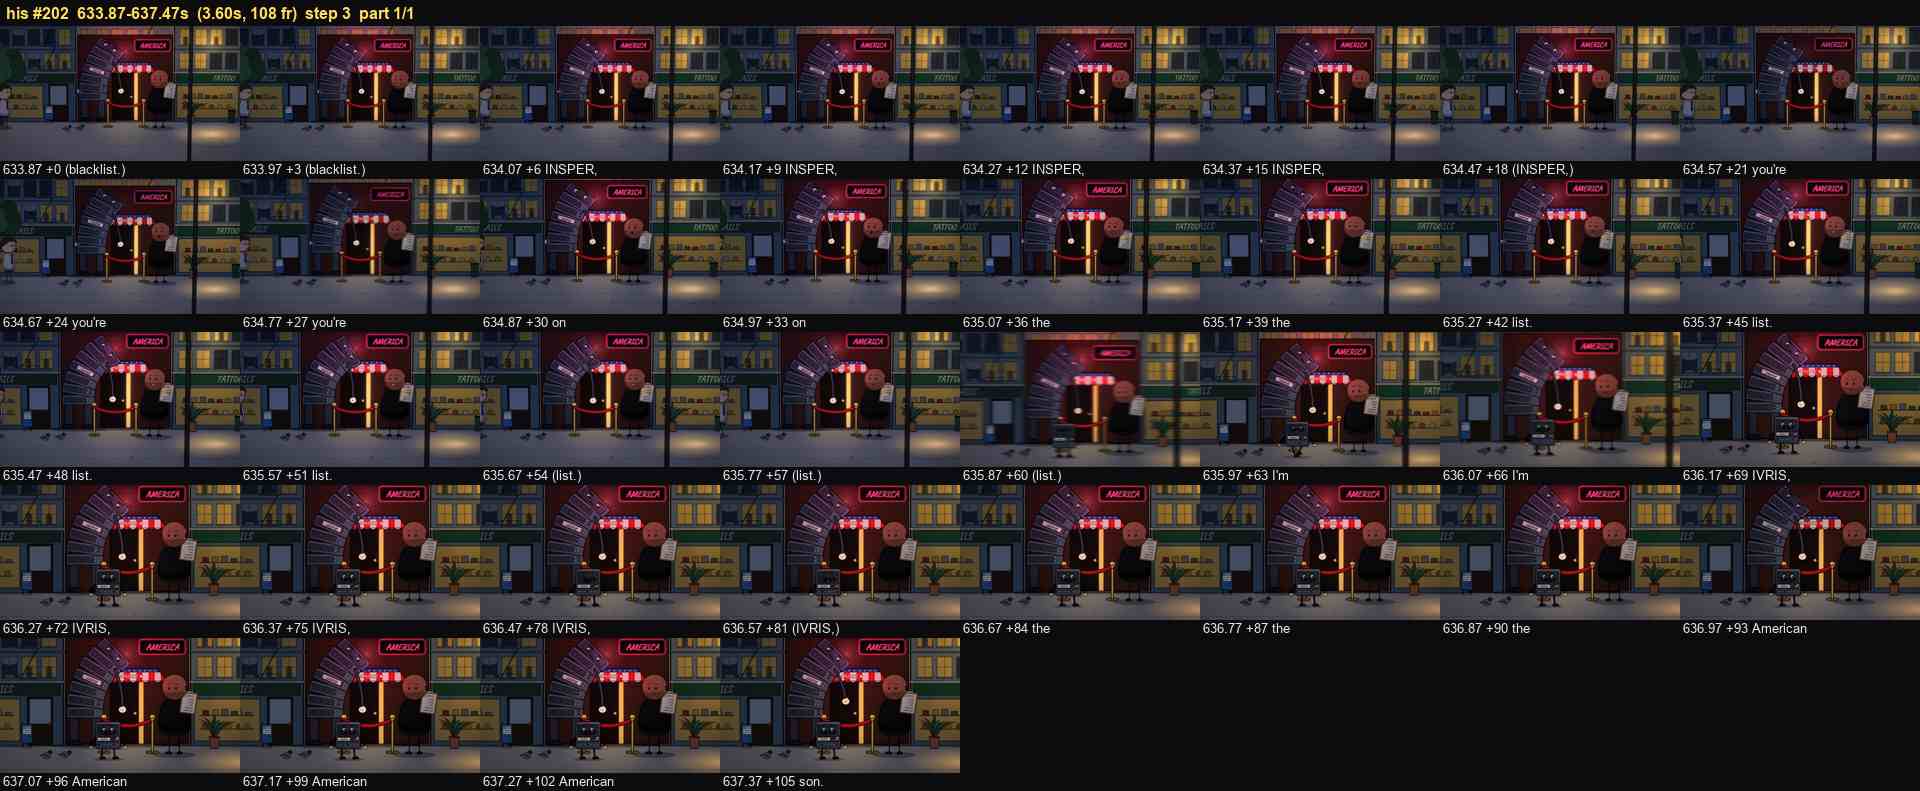 his #202 633.87-637.47s (3.60s, 108 fr) step 3 part 1/1
AMERICA
TATTOO
633.87 +0 (blacklist.)
633.97 +3 (blacklist.)
634.07 +6 INSPER,
634.17 +9 INSPER,
634.27 +12 INSPER,
634.37 +15 INSPER,
634.47 +18 (INSPER,)
634.57 +21 you're
634.67 +24 you're
634.77 +27 you're
634.87 +30 on
634.97 +33 on
635.07 +36 the
635.17 +39 the
635.27 +42 list.
635.37 +45 list.
635.47 +48 list.
635.57 +51 list.
635.67 +54 (list.)
635.77 +57 (list.)
635.87 +60 (list.)
635.97 +63 I'm
636.07 +66 I'm
636.17 +69 IVRIS,
636.27 +72 IVRIS,
636.37 +75 IVRIS,
636.47 +78 IVRIS,
636.57 +81 (IVRIS,)
636.67 +84 the
636.77 +87 the
636.87 +90 the
636.97 +93 American
637.07 +96 American
637.17 +99 American
637.27 +102 American
637.37 +105 son.